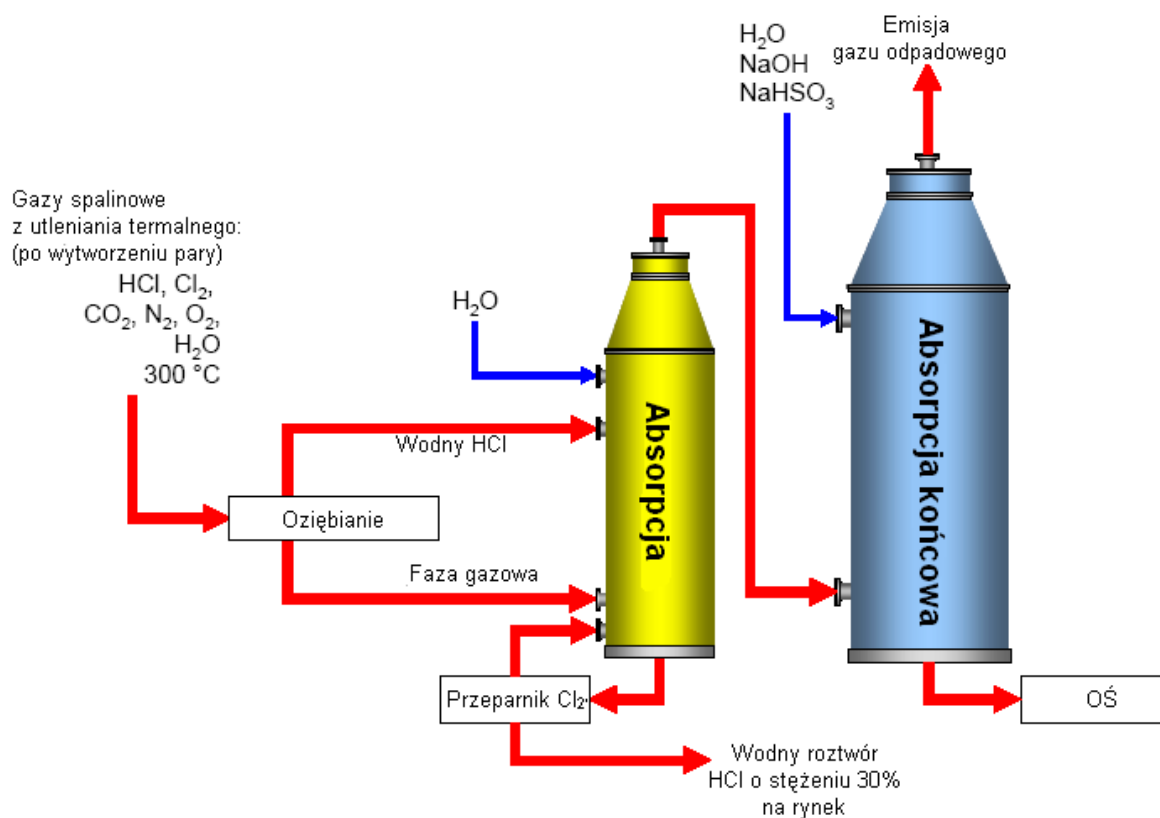 H₂O
NaOH
NaHSO₃
Emisja
gazu odpadowego
Gazy spalinowe
z utleniania termalnego:
(po wytworzeniu pary)
HCl, Cl₂,
CO₂, N₂, O₂,
H₂O
300 °C
H₂O
Wodny HCl
Oziębianie
Faza gazowa
Absorpcja
Absorpcja końcowa
Przeparnik Cl₂
OŚ
Wodny roztwór
HCl o stężeniu 30%
na rynek